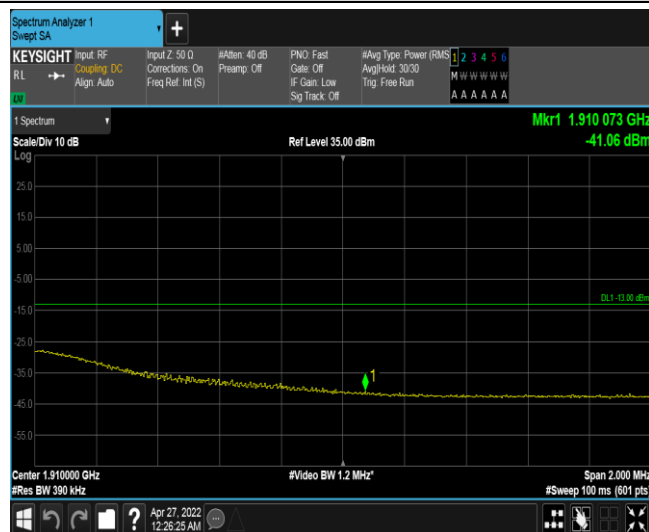 Spectrum Analyzer 1
Swept SA
KEYSIGHT
RL
Input: RF
Coupling: DC
Align: Auto
Input Z: 50 Ω
Corrections: On
Freq Ref: Int (S)
#Atten: 40 dB
Preamp: Off
PNO: Fast
Gate: Off
IF Gain: Low
Sig Track: Off
#Avg Type: Power (RMS
Avg|Hold: 30/30
Trig: Free Run
1 2 3 4 5 6
M W W W W W
A A A A A A
1 Spectrum
Scale/Div 10 dB
Ref Level 35.00 dBm
Mkr1 1.910 073 GHz
-41.06 dBm
Log
25.0
15.0
5.00
-5.00
-15.0
-25.0
-35.0
-45.0
-55.0
DL1 -13.00 dBm
1
Center 1.910000 GHz
#Res BW 390 kHz
#Video BW 1.2 MHz*
Span 2.000 MHz
#Sweep 100 ms (601 pts)
?
Apr 27, 2022
12:26:25 AM